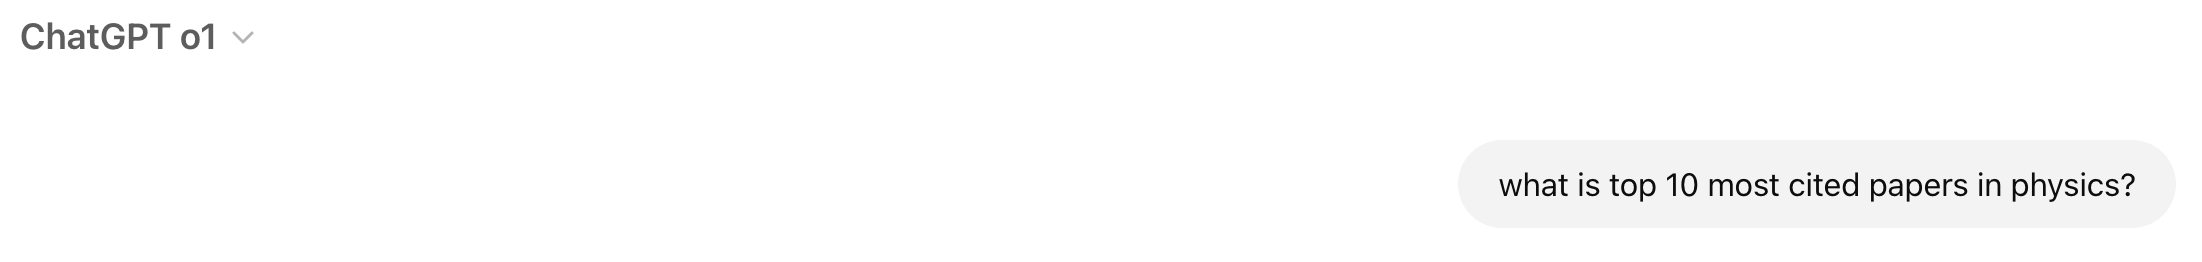 ChatGPT o1
what is top 10 most cited papers in physics?